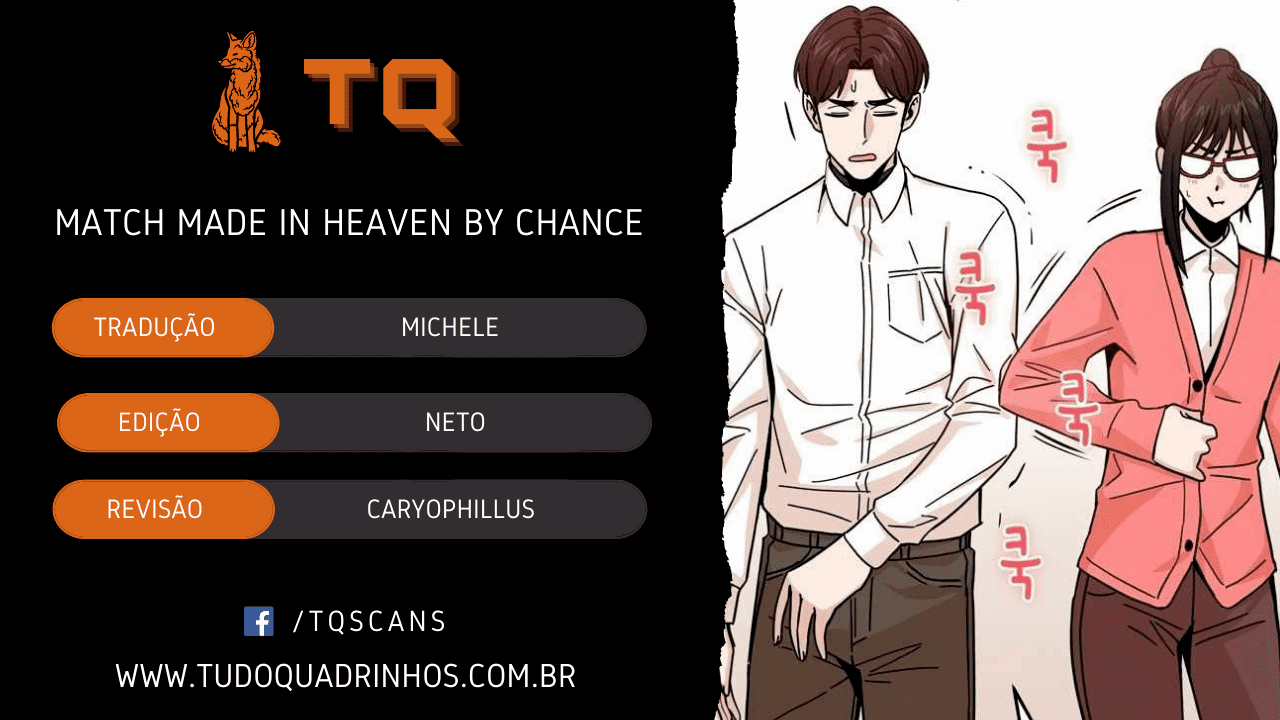 TQ
MATCH MADE IN HEAVEN BY CHANCE
TRADUÇÃO MICHELE
EDIÇÃO NETO
REVISÃO CARYOPHILLUS
/TQSCANS
WWW.TUDOQUADRINHOS.COM.BR
쿡
쿡
쿡
쿡